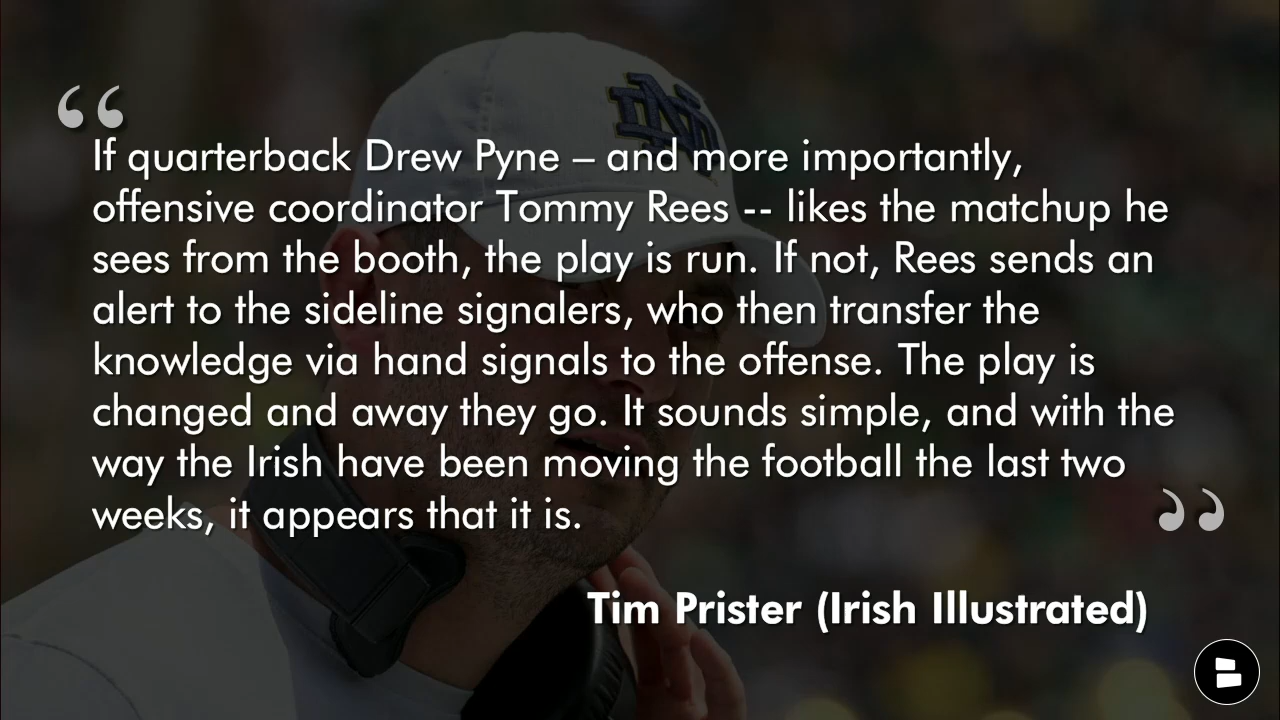 “
If quarterback Drew Pyne – and more importantly,
offensive coordinator Tommy Rees -- likes the matchup he
sees from the booth, the play is run. If not, Rees sends an
alert to the sideline signalers, who then transfer the
knowledge via hand signals to the offense. The play is
changed and away they go. It sounds simple, and with the
way the Irish have been moving the football the last two
weeks, it appears that it is.
”
Tim Prister (Irish Illustrated)